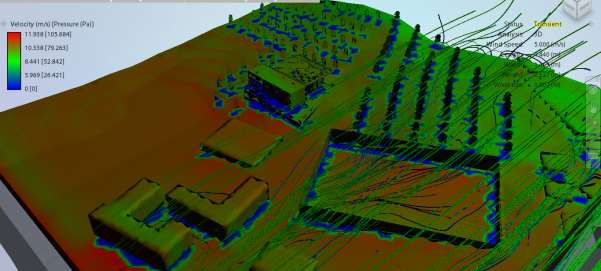 Velocity (m/s) [Pressure (Pa)]
11.938 [105.684]
10.338 [79.263]
8.441 [52.842]
5.969 [26.421]
0 [0]
Status Transient
Analysis 3D
Wind Speed 5.000 (m/s)